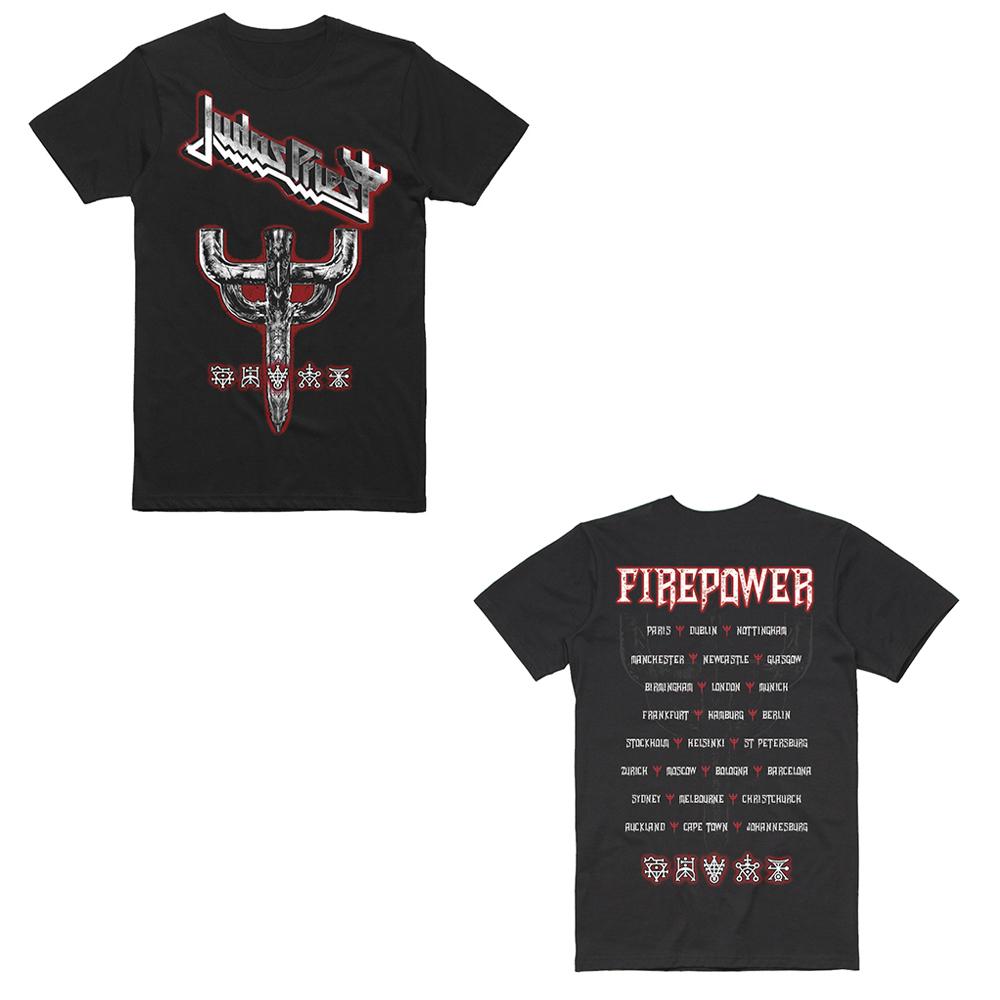 Judas Priest
FIREPOWER
PARIS DUBLIN NOTTINGHAM
MANCHESTER NEWCASTLE GLASGOW
BIRMINGHAM LONDON MUNICH
FRANKFURT HAMBURG BERLIN
STOCKHOLM HELSINKI ST PETERSBURG
ZURICH MOSCOW BOLOGNA BARCELONA
SYDNEY MELBOURNE CHRISTCHURCH
AUCKLAND CAPE TOWN JOHANNESBURG